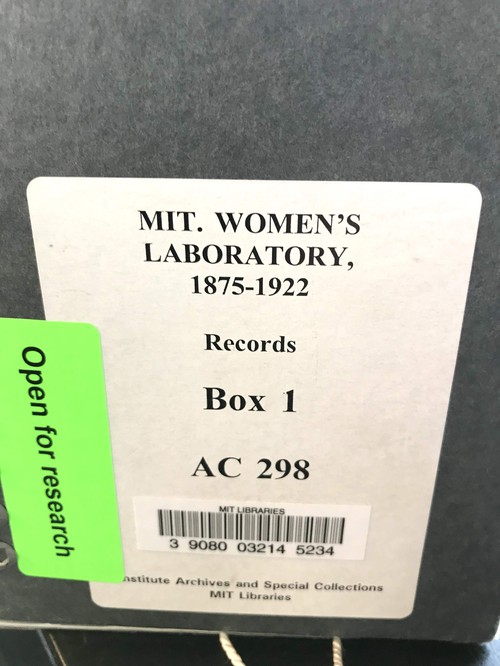 MIT. WOMEN'S
LABORATORY,
1875-1922
Records
Box 1
AC 298
MIT LIBRARIES
3 9080 03214 5234
Open for research
Archives and Special Collections
MIT Libraries